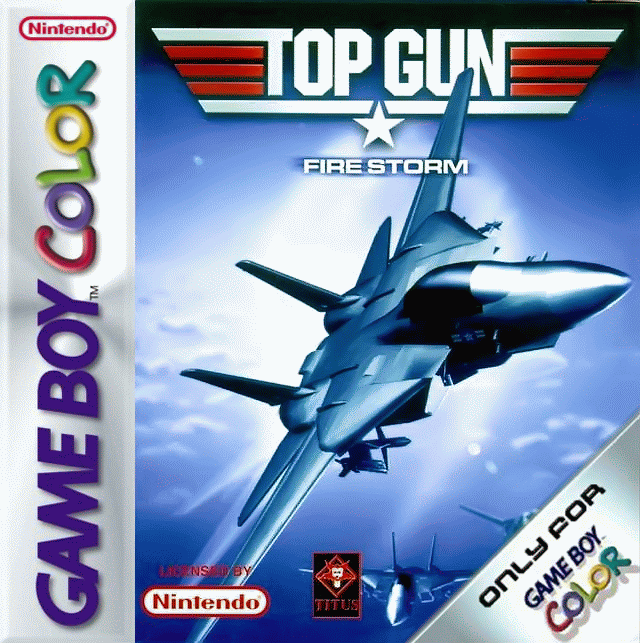 Nintendo®
GAME BOY COLOR
TM
TOP GUN
FIRE STORM
LICENSED BY
Nintendo
TITUS
ONLY FOR
GAME BOY
COLOR